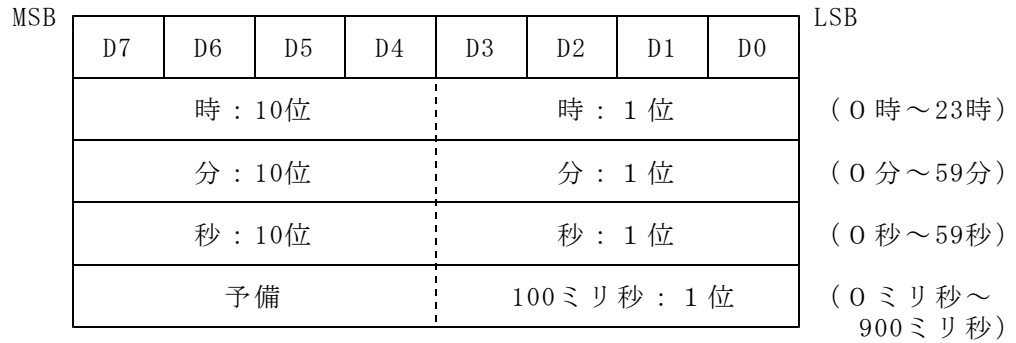 MSB LSB
D7 D6 D5 D4 D3 D2 D1 D0
時:10位 時:1位 (0時~23時)
分:10位 分:1位 (0分~59分)
秒:10位 秒:1位 (0秒~59秒)
予備 100ミリ秒:1位 (0ミリ秒~
900ミリ秒)